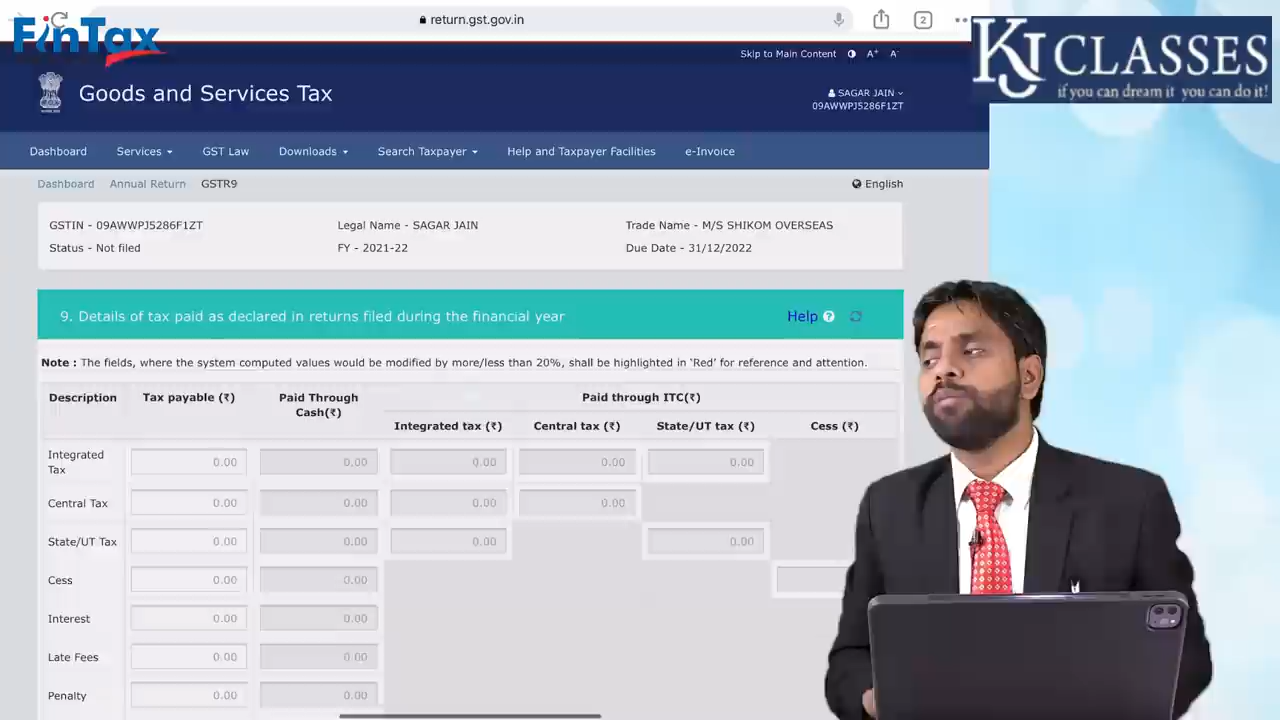 return.gst.gov.in
2
FinTax
KJ CLASSES
if you can dream it you can do it!
Skip to Main Content A+ A-
Goods and Services Tax
SAGAR JAIN
09AWWPJ5286F1ZT
Dashboard Services GST Law Downloads Search Taxpayer Help and Taxpayer Facilities e-Invoice
Dashboard Annual Return GSTR9 English
GSTIN - 09AWWPJ5286F1ZT Legal Name - SAGAR JAIN Trade Name - M/S SHIKOM OVERSEAS
Status - Not filed FY - 2021-22 Due Date - 31/12/2022
9. Details of tax paid as declared in returns filed during the financial year Help ?
Note : The fields, where the system computed values would be modified by more/less than 20%, shall be highlighted in ‘Red’ for reference and attention.
Description Tax payable (₹) Paid Through Cash(₹) Paid through ITC(₹)
Integrated tax (₹) Central tax (₹) State/UT tax (₹) Cess (₹)
Integrated Tax 0.00 0.00 0.00 0.00 0.00
Central Tax 0.00 0.00 0.00 0.00
State/UT Tax 0.00 0.00 0.00 0.00
Cess 0.00 0.00
Interest 0.00 0.00
Late Fees 0.00 0.00
Penalty 0.00 0.00